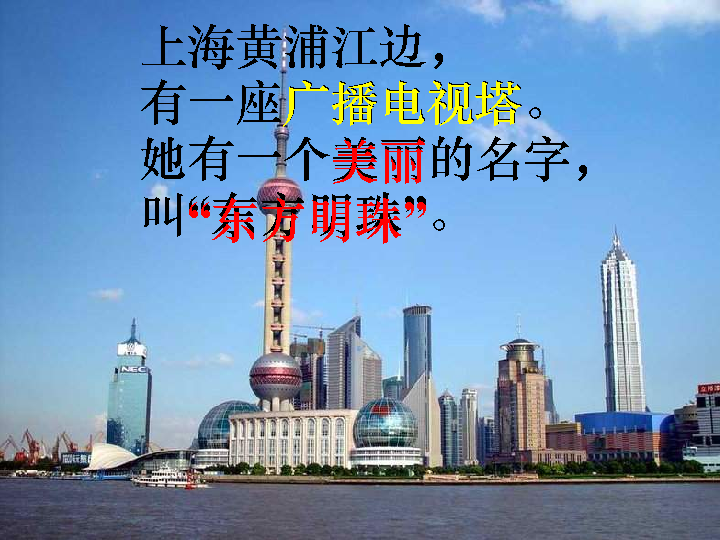 上海黄浦江边，
有一座广播电视塔。
她有一个美丽的名字，
叫“东方明珠”。
NEC